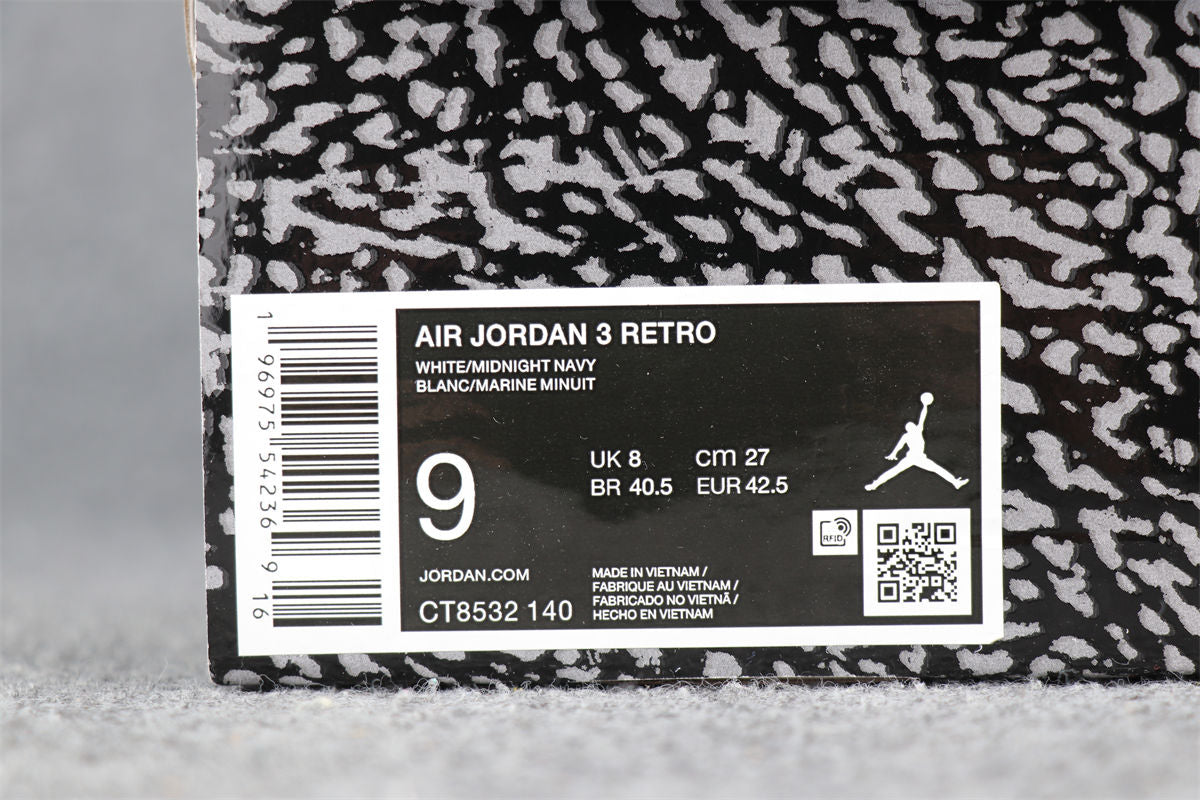 AIR JORDAN 3 RETRO
WHITE/MIDNIGHT NAVY
BLANC/MARINE MINUIT
9
UK 8 cm 27
BR 40.5 EUR 42.5
RFID
JORDAN.COM
CT8532 140
MADE IN VIETNAM /
FABRIQUE AU VIETNAM /
FABRICADO NO VIETNÃ /
HECHO EN VIETNAM
1 96975 54236 9 16